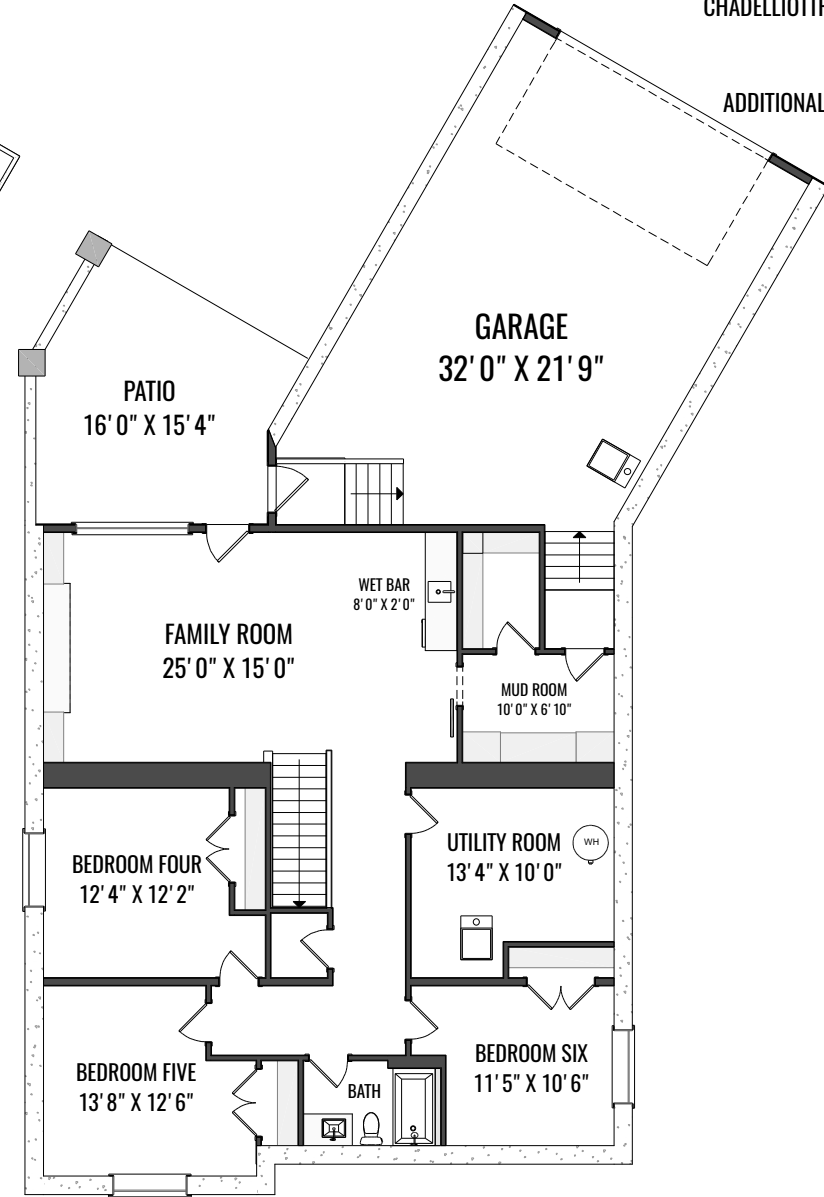 CHADELLIOTT
ADDITIONAL
GARAGE
32'0" X 21'9"
PATIO
16'0" X 15'4"
WET BAR
8'0" X 2'0"
FAMILY ROOM
25'0" X 15'0"
MUD ROOM
10'0" X 6'10"
UTILITY ROOM
13'4" X 10'0"
WH
BEDROOM FOUR
12'4" X 12'2"
BEDROOM FIVE
13'8" X 12'6"
BATH
BEDROOM SIX
11'5" X 10'6"